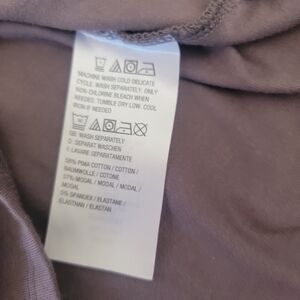 MACHINE WASH COLD DELICATE
CYCLE. WASH SEPARATELY, ONLY
NON-CHLORINE BLEACH WHEN
NEEDED. TUMBLE DRY LOW, COOL
IRON IF NEEDED
GB: WASH SEPARATELY
D: SEPARAT WASCHEN
I: LAVARE SEPARATAMENTE
58% PIMA COTTON / COTTON /
BAUMWOLLE / COTONE
37% MODAL / MODAL / MODAL /
MODAL
5% SPANDEX / ELASTANE /
ELASTHAN / ELASTAN